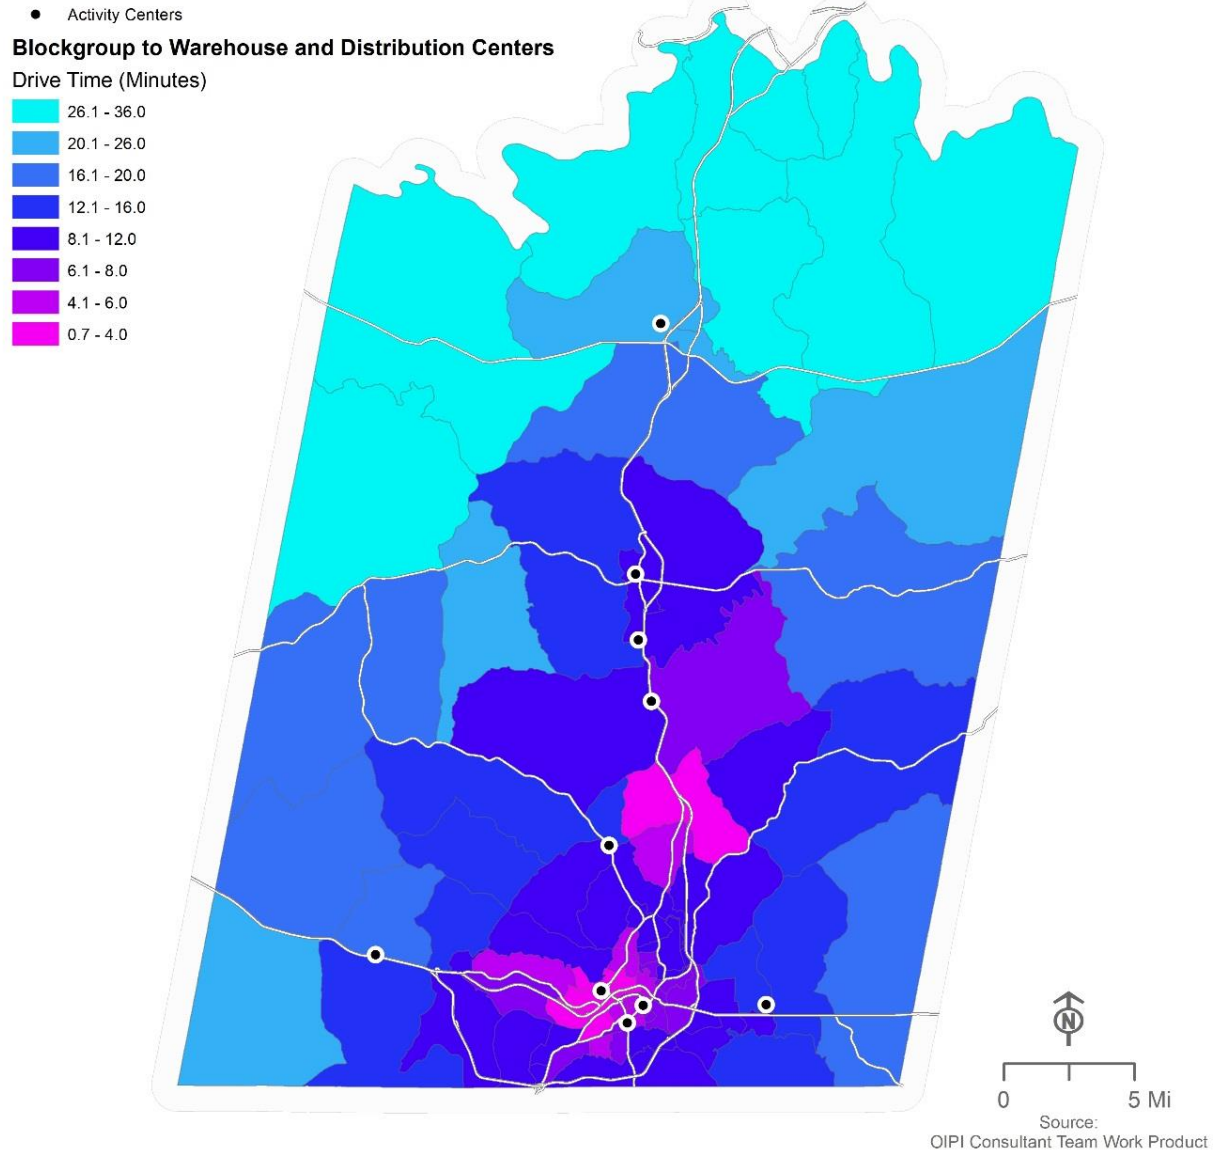 Activity Centers
Blockgroup to Warehouse and Distribution Centers
Drive Time (Minutes)
26.1 - 36.0
20.1 - 26.0
16.1 - 20.0
12.1 - 16.0
8.1 - 12.0
6.1 - 8.0
4.1 - 6.0
0.7 - 4.0
N
0 5 Mi
Source:
OIPI Consultant Team Work Product